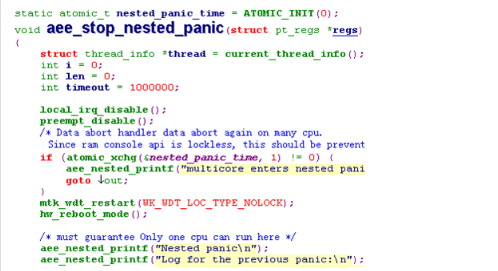 static atomic_t nested_panic_time = ATOMIC_INIT(0);
void aee_stop_nested_panic(struct pt_regs *regs)
{
struct thread_info *thread = current_thread_info();
int i = 0;
int len = 0;
int timeout = 1000000;
local_irq_disable();
preempt_disable();
/* Data abort handler data abort again on many cpu.
Since ram console api is lockless, this should be prevent
if (atomic_xchg(&nested_panic_time, 1) != 0) {
aee_nested_printf("multicore enters nested pani
goto ↓out;
}
mtk_wdt_restart(WK_WDT_LOC_TYPE_NOLOCK);
hw_reboot_mode();
/* must guarantee Only one cpu can run here */
aee_nested_printf("Nested panic\n");
aee_nested_printf("Log for the previous panic:\n");